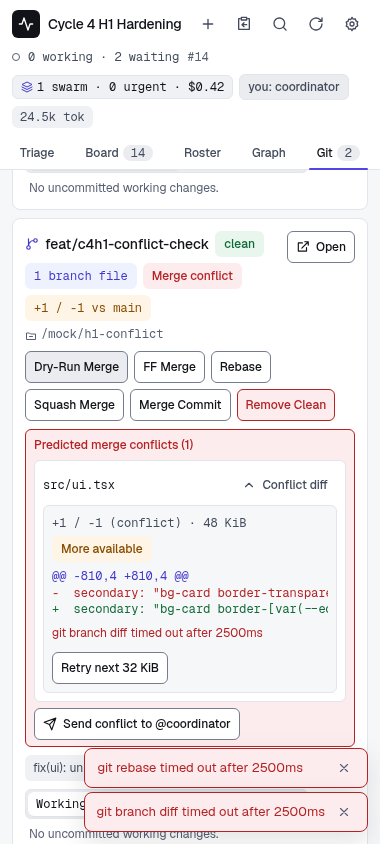 Cycle 4 H1 Hardening
0 working · 2 waiting #14
1 swarm · 0 urgent · $0.42
you: coordinator
24.5k tok
Triage
Board 14
Roster
Graph
Git 2
No uncommitted working changes.
feat/c4h1-conflict-check
clean
Open
1 branch file
Merge conflict
+1 / -1 vs main
/mock/h1-conflict
Dry-Run Merge
FF Merge
Rebase
Squash Merge
Merge Commit
Remove Clean
Predicted merge conflicts (1)
src/ui.tsx
Conflict diff
+1 / -1 (conflict) · 48 KiB
More available
@@ -810,4 +810,4 @@
- secondary: "bg-card border-transpare
+ secondary: "bg-card border-[var(--ed
git branch diff timed out after 2500ms
Retry next 32 KiB
Send conflict to @coordinator
fix(ui): un
git rebase timed out after 2500ms
Working
git branch diff timed out after 2500ms
No uncommitted working changes.